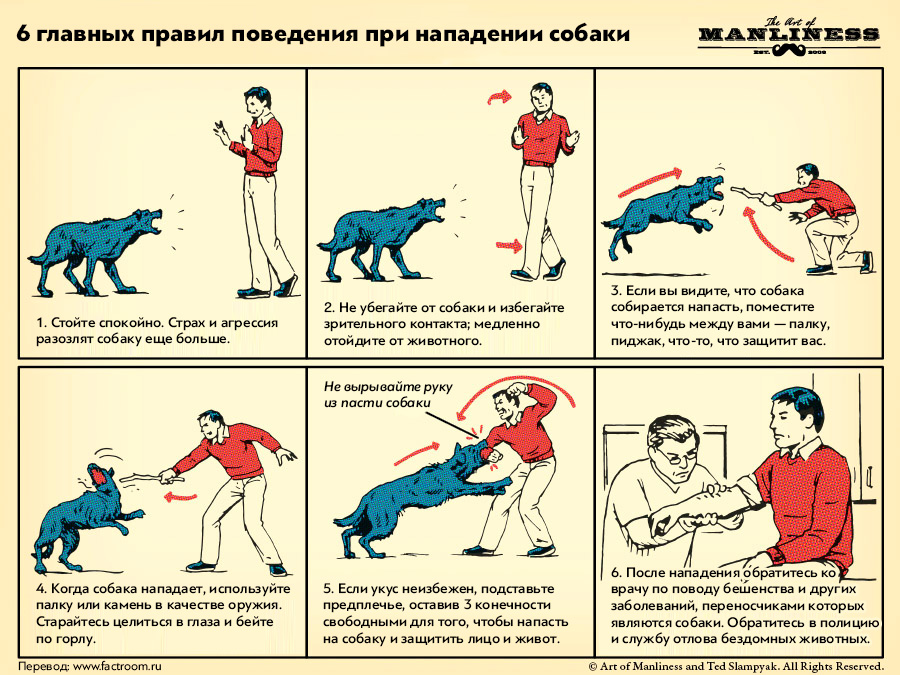 6 главных правил поведения при нападении собаки
The Art of
MANLINESS
EST. 2008
1. Стойте спокойно. Страх и агрессия
разозлят собаку еще больше.
2. Не убегайте от собаки и избегайте
зрительного контакта; медленно
отойдите от животного.
3. Если вы видите, что собака
собирается напасть, поместите
что-нибудь между вами — палку,
пиджак, что-то, что защитит вас.
4. Когда собака нападает, используйте
палку или камень в качестве оружия.
Старайтесь целиться в глаза и бейте
по горлу.
Не вырывайте руку
из пасти собаки
5. Если укус неизбежен, подставьте
предплечье, оставив 3 конечности
свободными для того, чтобы напасть
на собаку и защитить лицо и живот.
6. После нападения обратитесь ко
врачу по поводу бешенства и других
заболеваний, переносчиками которых
являются собаки. Обратитесь в полицию
и службу отлова бездомных животных.
Перевод: www.factroom.ru
© Art of Manliness and Ted Slampyak. All Rights Reserved.